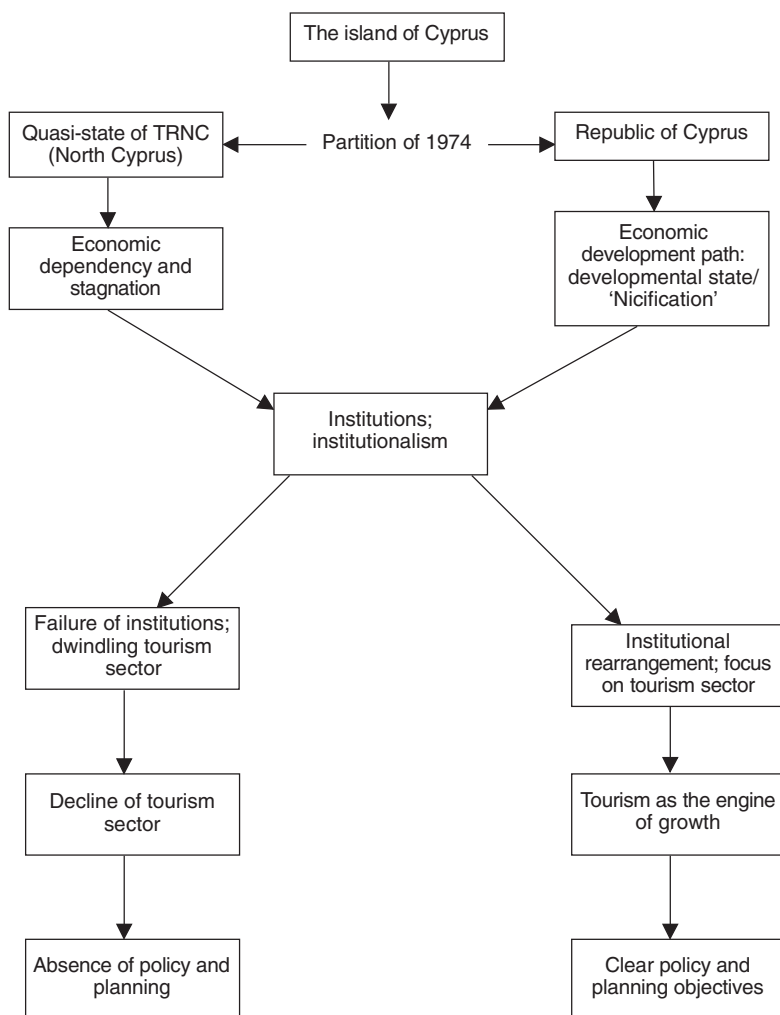 The island of Cyprus
Quasi-state of TRNC
(North Cyprus)
Partition of 1974
Republic of Cyprus
Economic
dependency and
stagnation
Economic
development path:
developmental state/
‘Nicification’
Institutions;
institutionalism
Failure of institutions;
dwindling tourism
sector
Institutional
rearrangement; focus
on tourism sector
Decline of tourism
sector
Tourism as the engine
of growth
Absence of policy and
planning
Clear policy and
planning objectives